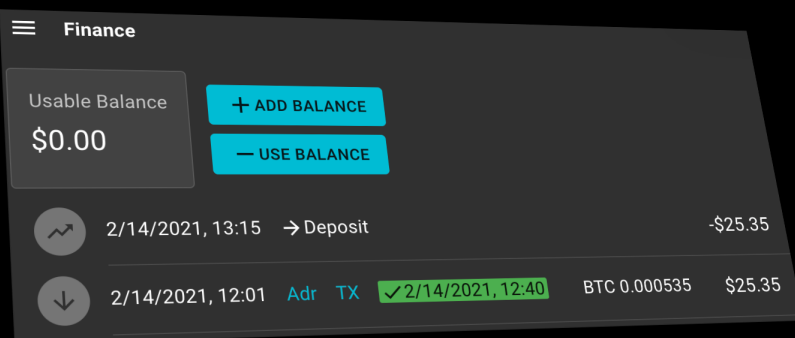 Finance
Usable Balance
$0.00
+ ADD BALANCE
− USE BALANCE
2/14/2021, 13:15 → Deposit -$25.35
2/14/2021, 12:01 Adr TX ✓ 2/14/2021, 12:40 BTC 0.000535 $25.35